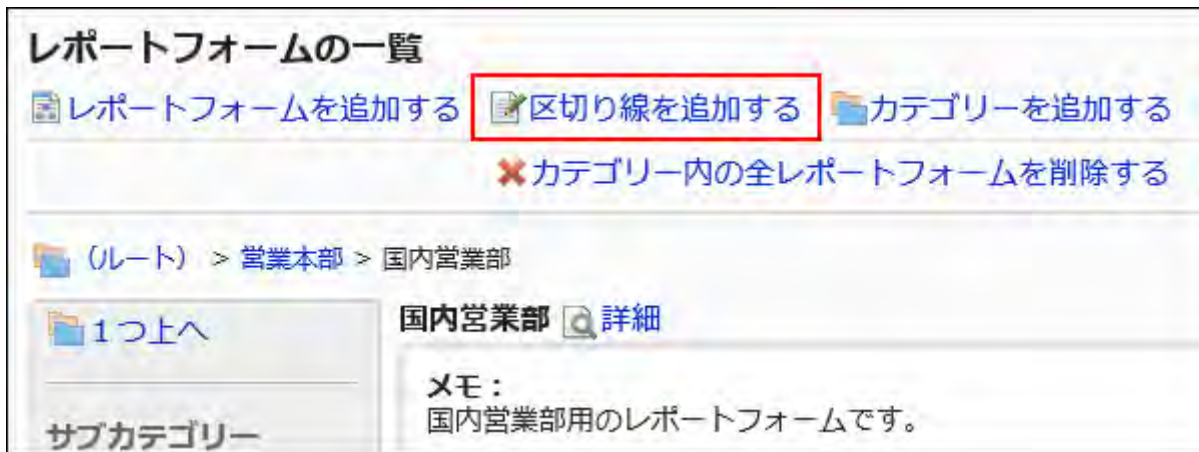 レポートフォームの一覧
レポートフォームを追加する 区切り線を追加する カテゴリーを追加する
カテゴリー内の全レポートフォームを削除する
(ルート) > 営業本部 > 国内営業部
1つ上へ
国内営業部 詳細
メモ:
国内営業部用のレポートフォームです。
サブカテゴリー